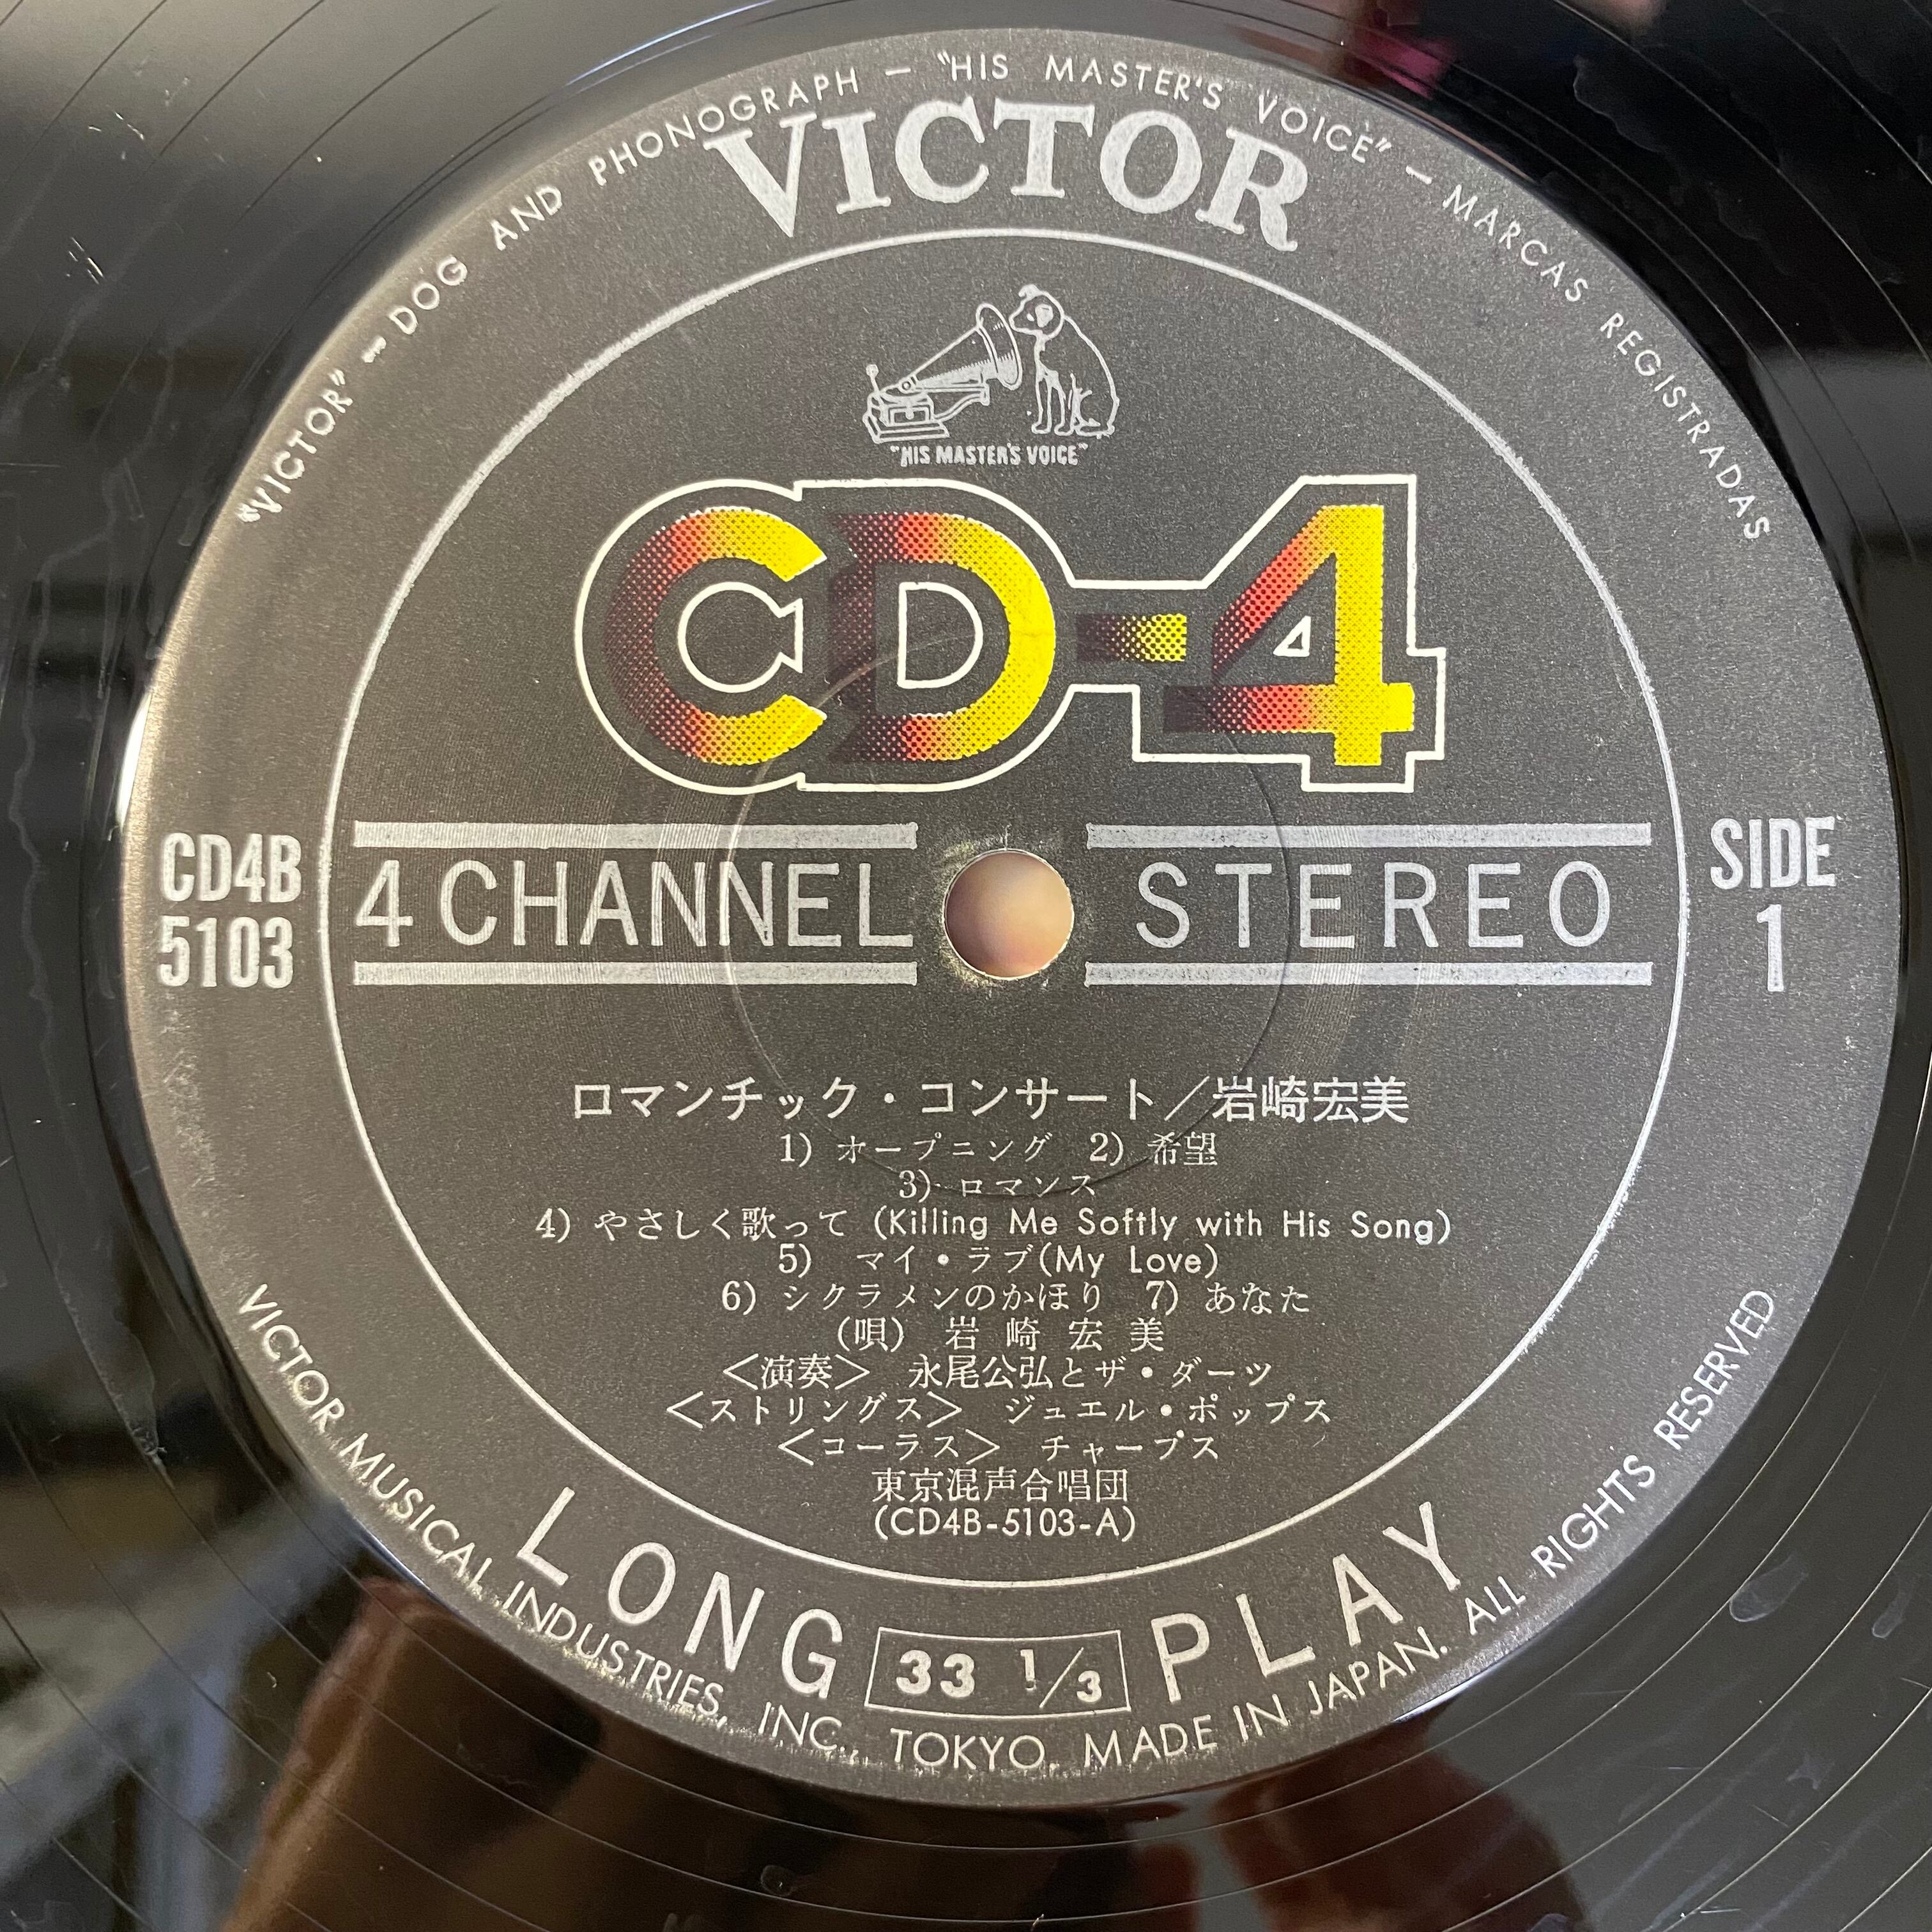 "VICTOR" – DOG AND PHONOGRAPH – "HIS MASTER'S VOICE" – MARCAS REGISTRADAS
VICTOR
"HIS MASTER'S VOICE"
CD-4
CD4B
5103
4 CHANNEL STEREO
SIDE
1
ロマンチック・コンサート／岩崎宏美
1) オープニング 2) 希望
3) ロマンス
4) やさしく歌って (Killing Me Softly with His Song)
5) マイ・ラブ(My Love)
6) シクラメンのかほり 7) あなた
(唄) 岩崎宏美
＜演奏＞ 永尾公弘とザ・ダーツ
＜ストリングス＞ ジュエル・ポップス
＜コーラス＞ チャープス
東京混声合唱団
(CD4B-5103-A)
LONG 33 1/3 PLAY
VICTOR MUSICAL INDUSTRIES, INC., TOKYO. MADE IN JAPAN. ALL RIGHTS RESERVED